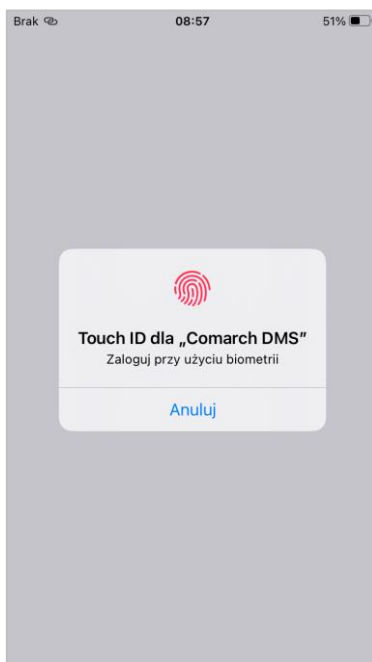 Brak 08:57 51%
Touch ID dla „Comarch DMS”
Zaloguj przy użyciu biometrii
Anuluj